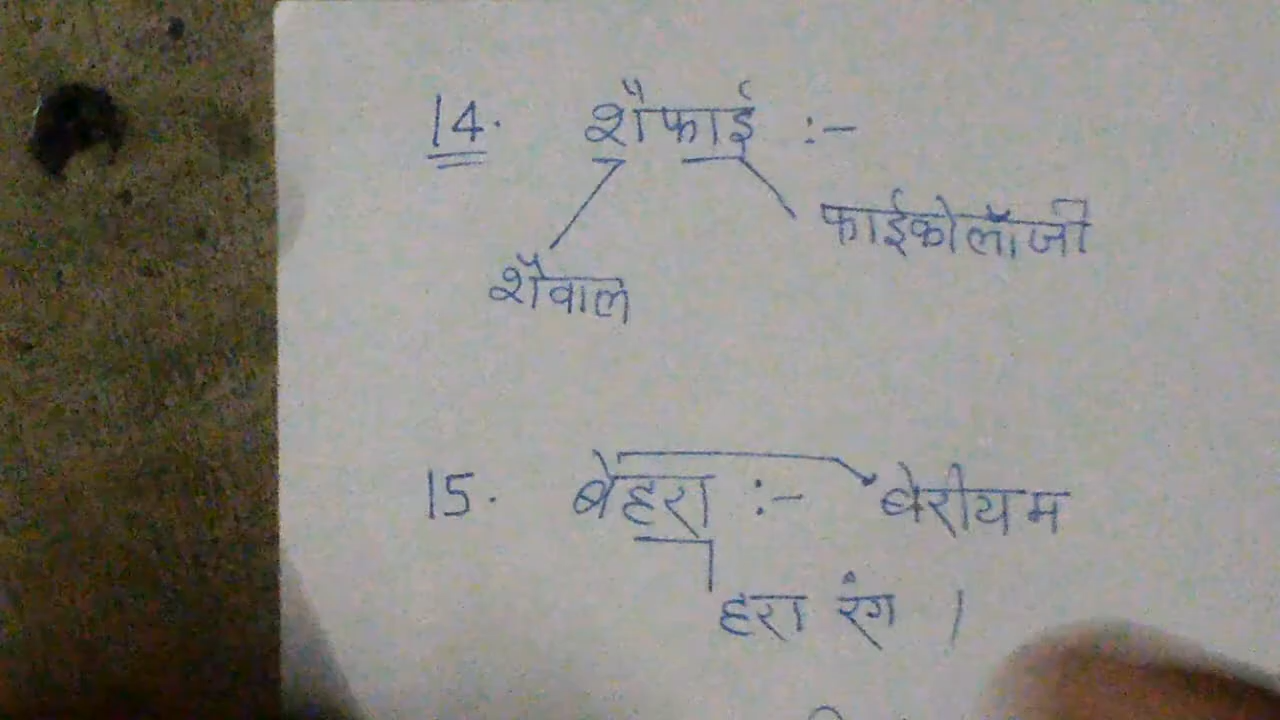 14. शैफाई :-
फाईकोलॉजी
शैवाल
15. बेहरा :- बेरीयम
हरा रंग ।